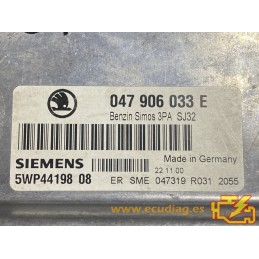 047 906 033 E
Benzin Simos 3PA SJ32
SIEMENS
Made in Germany
22.11.00
5WP44198 08
ER SME 047319 R031 2055
www.ecudiag.es